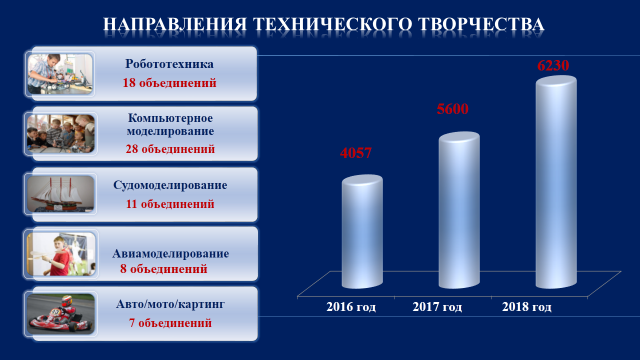 НАПРАВЛЕНИЯ ТЕХНИЧЕСКОГО ТВОРЧЕСТВА
Робототехника
18 объединений
Компьютерное
моделирование
28 объединений
Судомоделирование
11 объединений
Авиамоделирование
8 объединений
Авто/мото/картинг
7 объединений
4057
5600
6230
2016 год
2017 год
2018 год